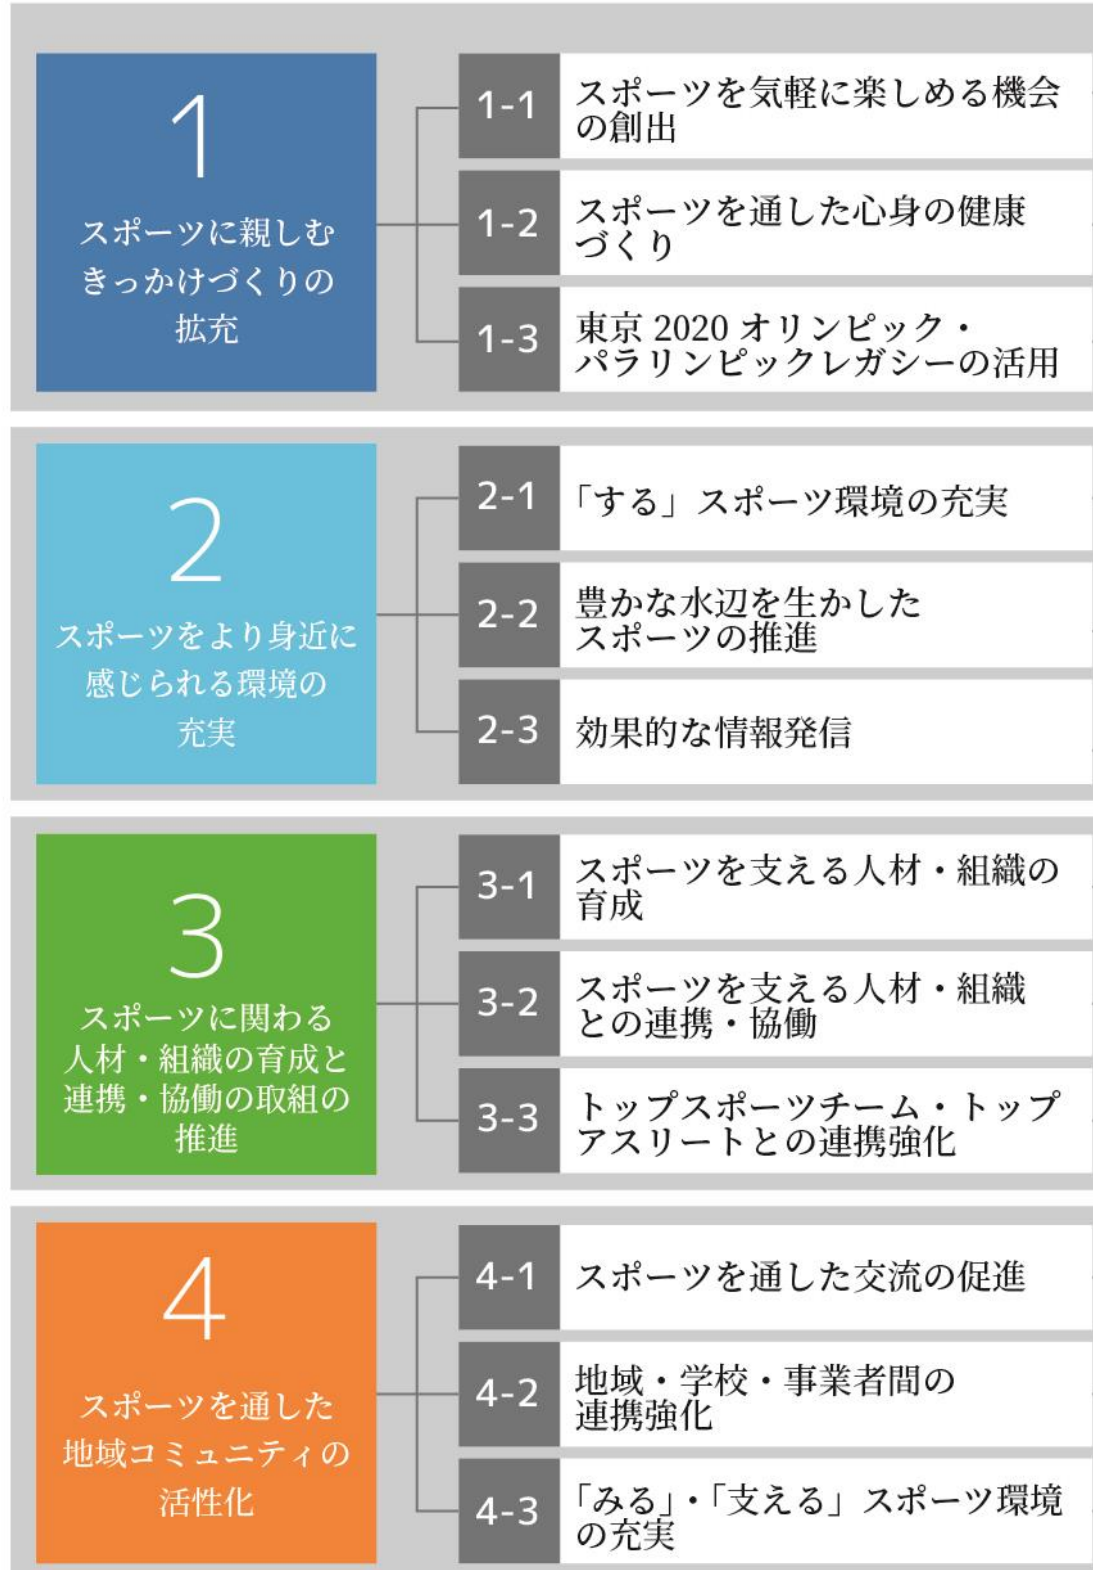 1
スポーツに親しむ
きっかけづくりの
拡充
1-1
スポーツを気軽に楽しめる機会
の創出
1-2
スポーツを通した心身の健康
づくり
1-3
東京 2020 オリンピック・
パラリンピックレガシーの活用
2
スポーツをより身近に
感じられる環境の
充実
2-1
「する」スポーツ環境の充実
2-2
豊かな水辺を生かした
スポーツの推進
2-3
効果的な情報発信
3
スポーツに関わる
人材・組織の育成と
連携・協働の取組の
推進
3-1
スポーツを支える人材・組織の
育成
3-2
スポーツを支える人材・組織
との連携・協働
3-3
トップスポーツチーム・トップ
アスリートとの連携強化
4
スポーツを通した
地域コミュニティの
活性化
4-1
スポーツを通した交流の促進
4-2
地域・学校・事業者間の
連携強化
4-3
「みる」・「支える」スポーツ環境
の充実